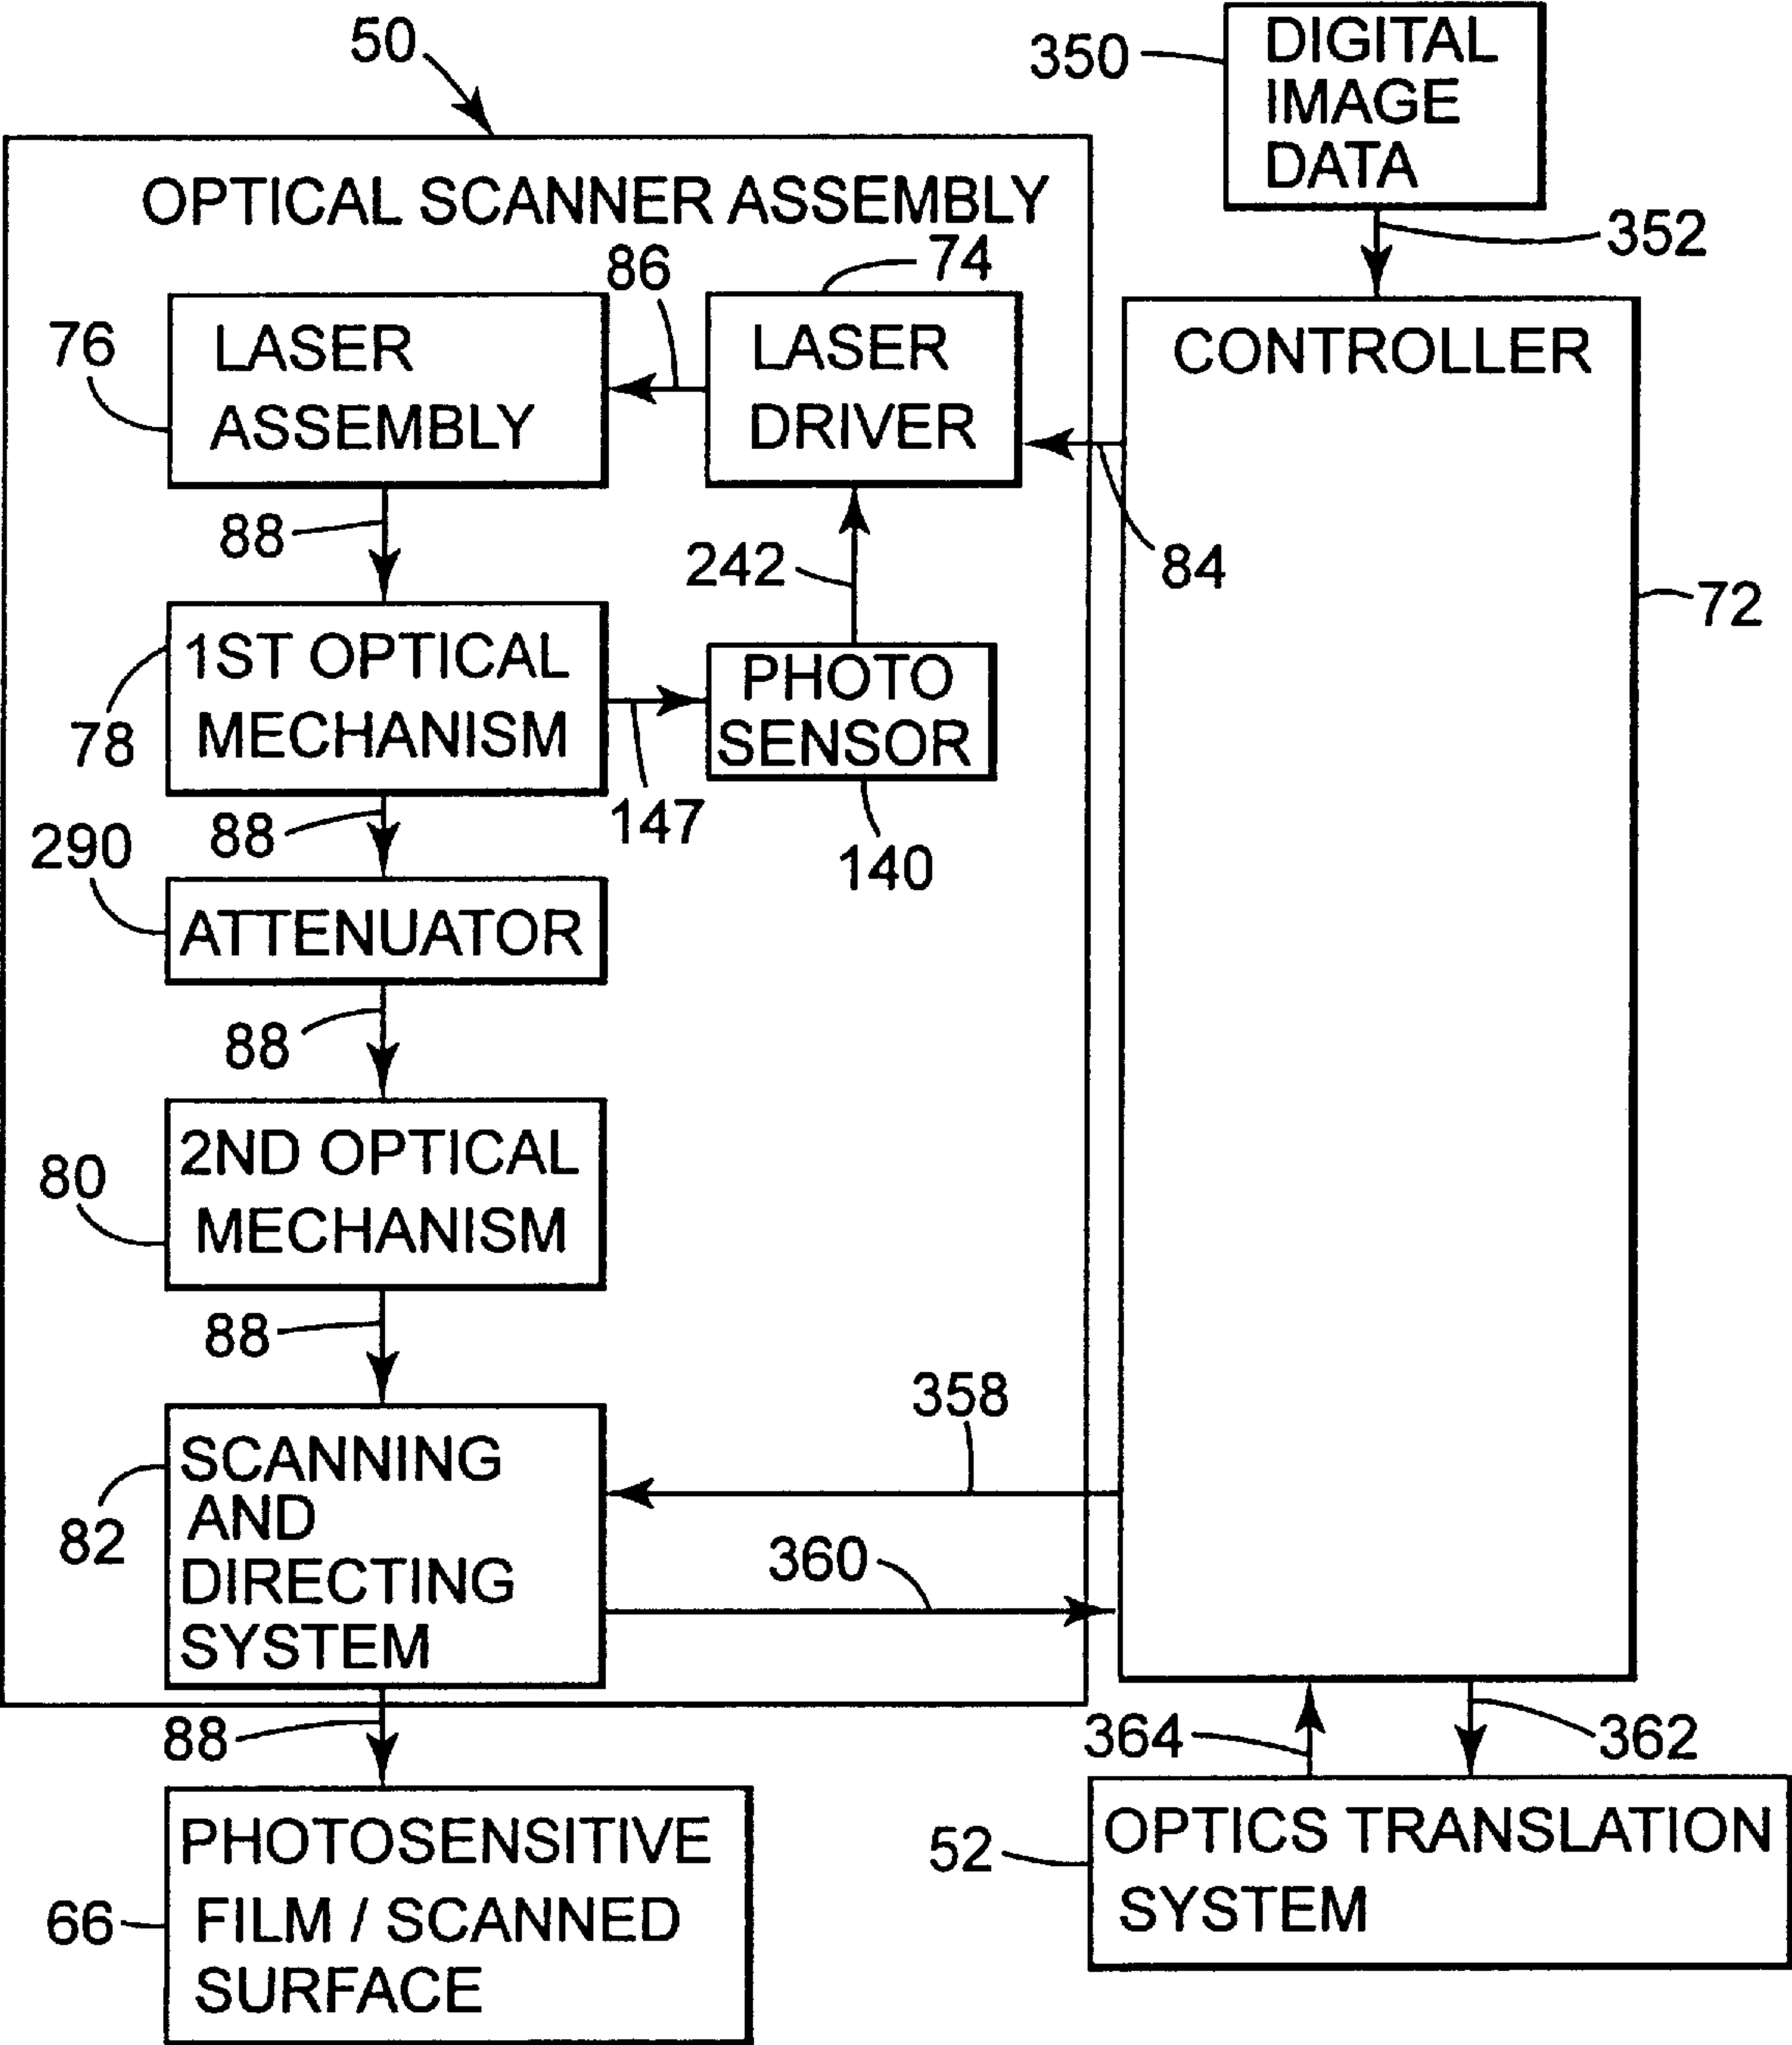 50
350
DIGITAL
IMAGE
DATA
352
OPTICAL SCANNER ASSEMBLY
86
74
76
LASER
ASSEMBLY
LASER
DRIVER
CONTROLLER
88
242
84
72
1ST OPTICAL
MECHANISM
78
PHOTO
SENSOR
147
140
88
290
ATTENUATOR
88
2ND OPTICAL
MECHANISM
80
88
358
SCANNING
AND
DIRECTING
SYSTEM
82
360
88
364
362
PHOTOSENSITIVE
FILM / SCANNED
SURFACE
66
52
OPTICS TRANSLATION
SYSTEM